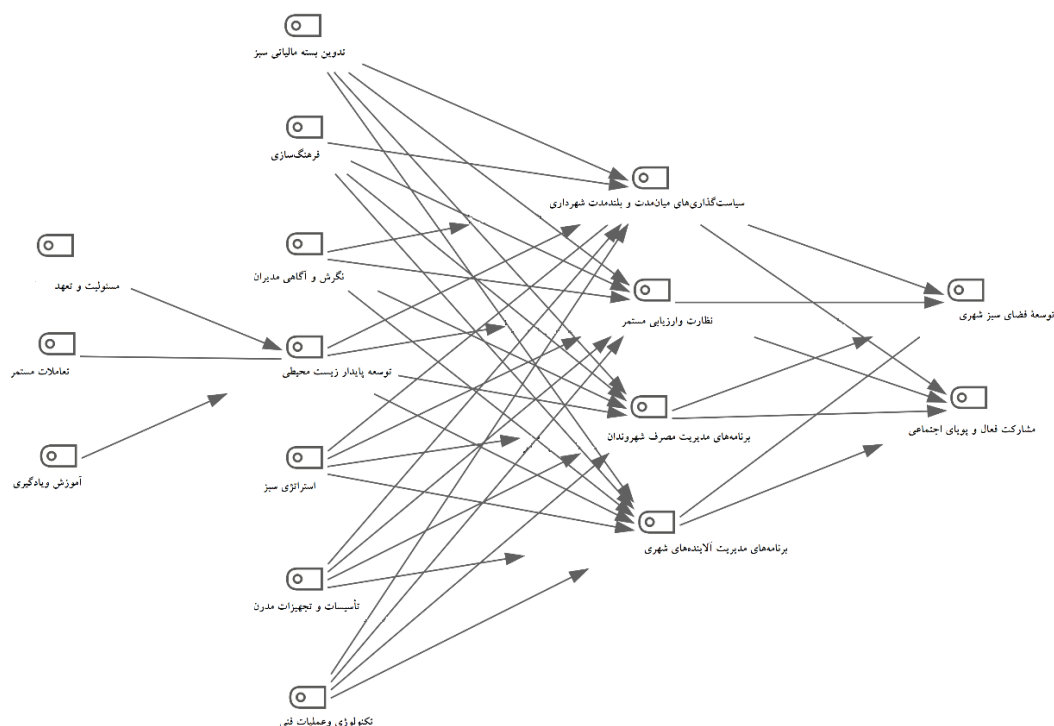 تدوین بسته مالیاتی سبز
فرهنگ‌سازی
نگرش و آگاهی مدیران
توسعه پایدار زیست محیطی
استراتژی سبز
تأسیسات و تجهیزات مدرن
تکنولوژی وعملیات فنی
مسئولیت و تعهد
تعاملات مستمر
آموزش ویادگیری
سیاست‌گذاری‌های میان‌مدت و بلندمدت شهرداری
نظارت وارزیابی مستمر
برنامه‌های مدیریت مصرف شهروندان
برنامه‌های مدیریت آلاینده‌های شهری
توسعهٔ فضای سبز شهری
مشارکت فعال و پویای اجتماعی